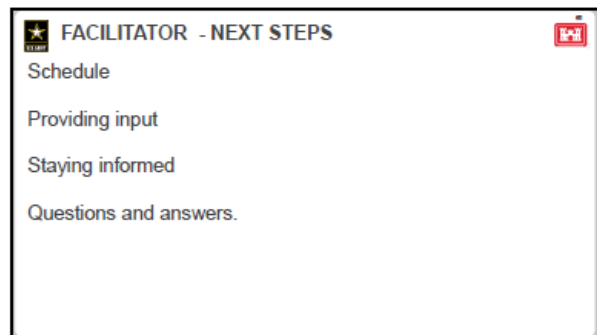 FACILITATOR - NEXT STEPS
Schedule
Providing input
Staying informed
Questions and answers.